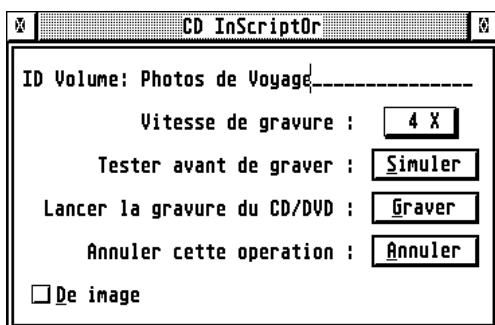 CD InScriptOr
ID Volume: Photos de Voyage________________
Vitesse de gravure : 4 X
Tester avant de graver : Simuler
Lancer la gravure du CD/DVD : Graver
Annuler cette operation : Annuler
De image